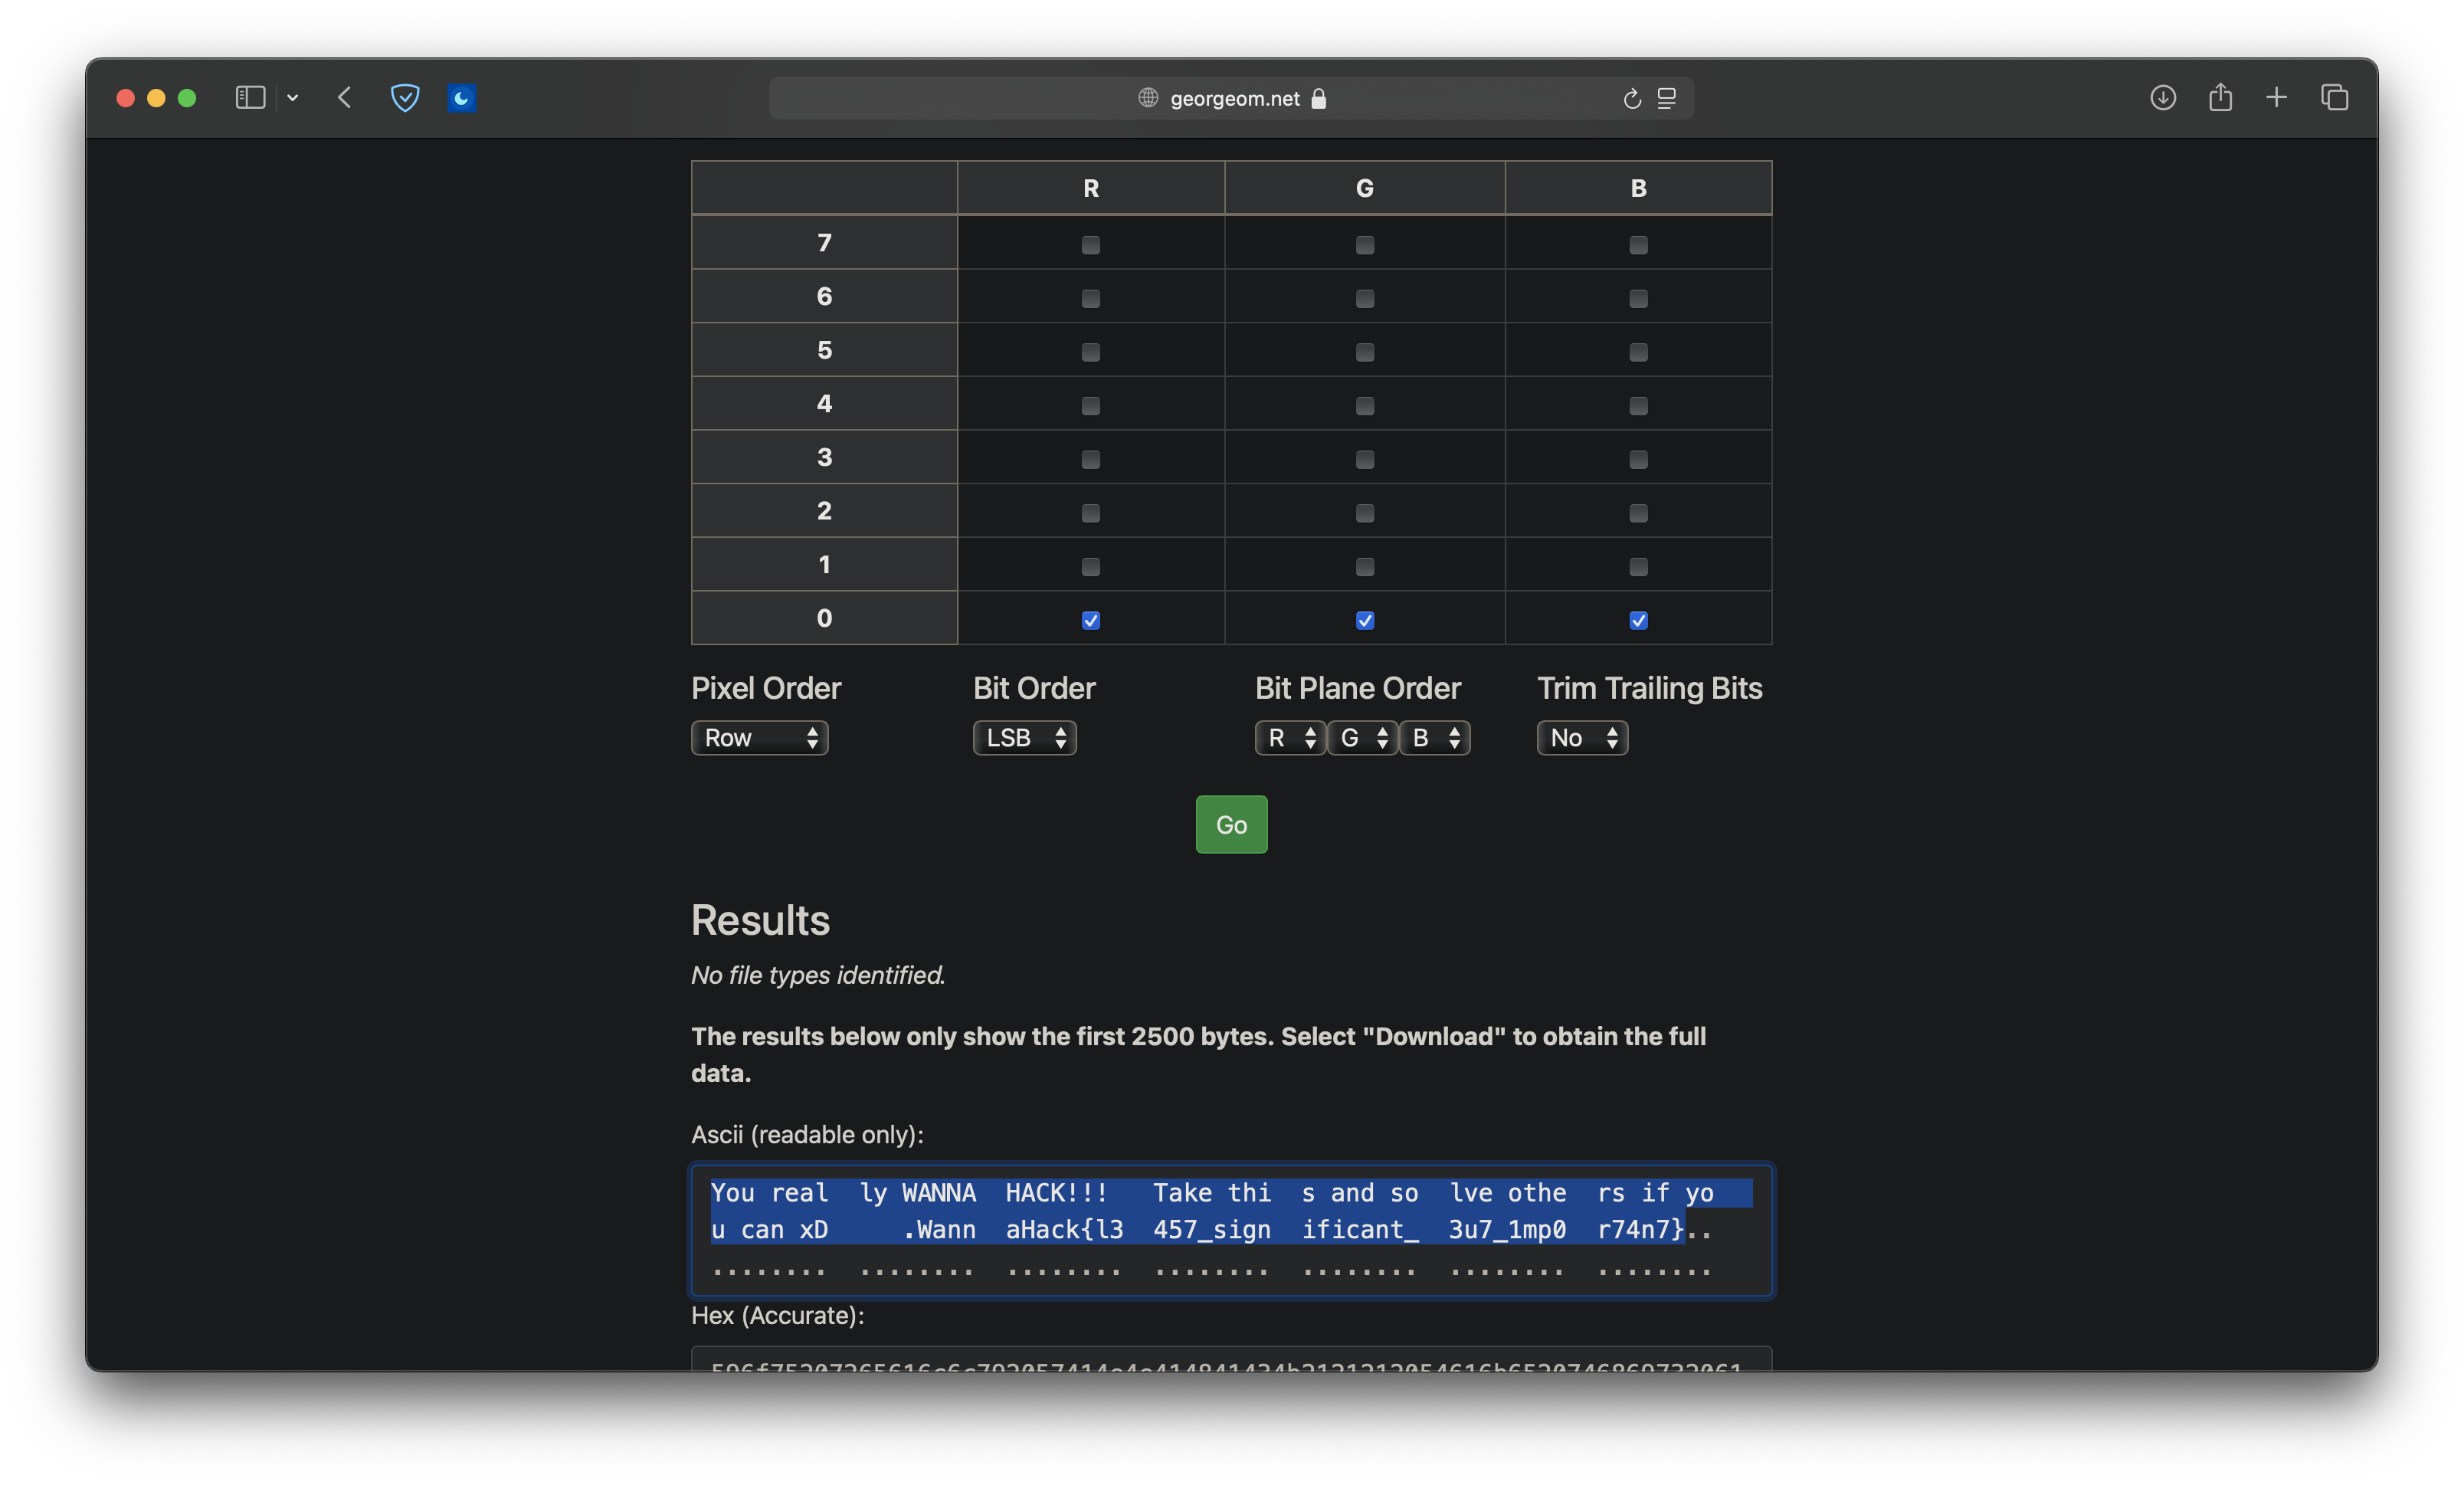 georgeom.net
R G B
7
6
5
4
3
2
1
0
Pixel Order Bit Order Bit Plane Order Trim Trailing Bits
Row LSB R G B No
Go
Results
No file types identified.
The results below only show the first 2500 bytes. Select "Download" to obtain the full
data.
Ascii (readable only):
You real  ly WANNA  HACK!!!   Take thi  s and so  lve othe  rs if yo
u can xD     .Wann  aHack{l3  457_sign  ificant_  3u7_1mp0  r74n7}..
........  ........  ........  ........  ........  ........  ........
Hex (Accurate):